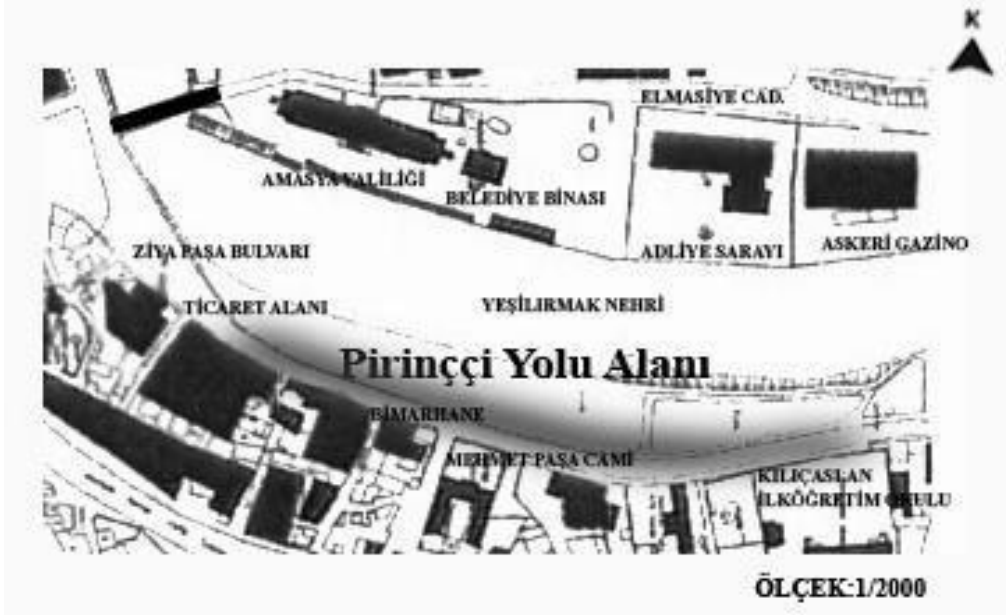 K
ELMASİYE CAD.
AMASYA VALİLİĞİ
BELEDİYE BİNASI
ADLİYE SARAYI
ASKERİ GAZİNO
ZİYA PAŞA BULVARI
TİCARET ALANI
YEŞİLIRMAK NEHRİ
Pirinççi Yolu Alanı
BİMARHANE
MEHMET PAŞA CAMİ
KILIÇASLAN
İLKÖĞRETİM OKULU
ÖLÇEK:1/2000